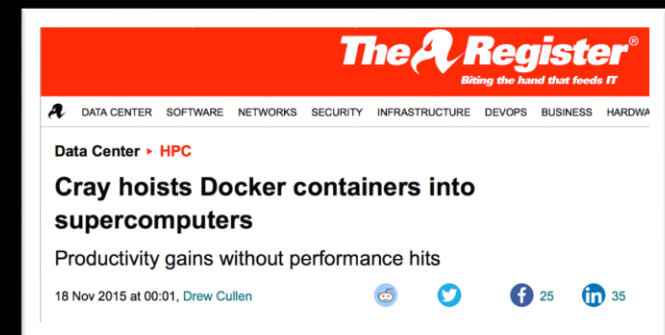 The Register®
Biting the hand that feeds IT
DATA CENTER SOFTWARE NETWORKS SECURITY INFRASTRUCTURE DEVOPS BUSINESS HARDWA
Data Center ▸ HPC
Cray hoists Docker containers into
supercomputers
Productivity gains without performance hits
18 Nov 2015 at 00:01, Drew Cullen 25 35